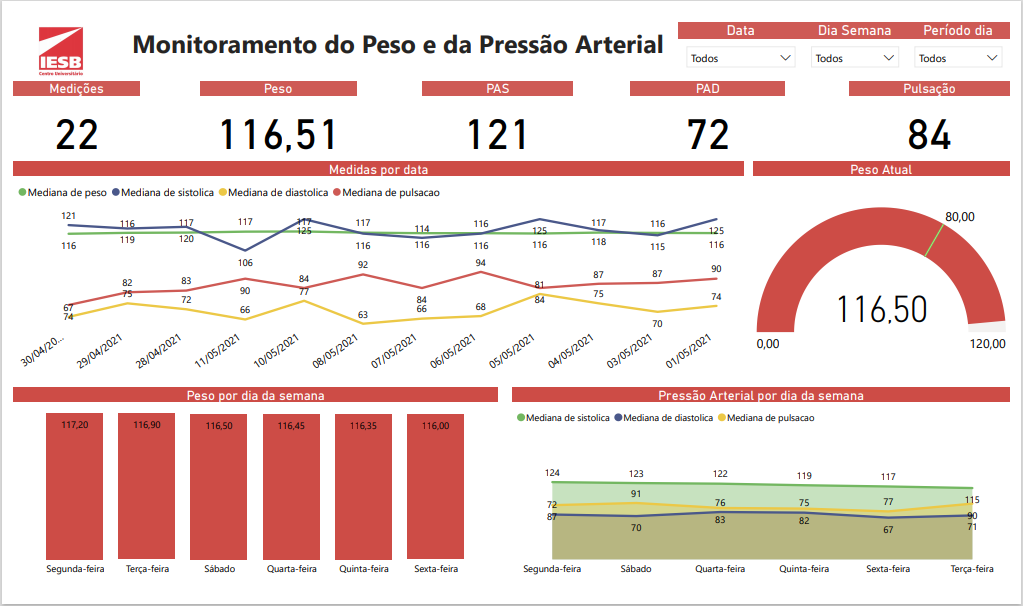 IESB
Centro Universitário
Monitoramento do Peso e da Pressão Arterial
Data Dia Semana Período dia
Todos Todos Todos
Medições Peso PAS PAD Pulsação
22 116,51 121 72 84
Medidas por data
Mediana de peso Mediana de sistolica Mediana de diastolica Mediana de pulsacao
121 116 117 117 117 117 114 116 125 117 116 125
116 119 120 106 125 116 116 116 116 118 115 116
67 82 83 90 84 92 84 94 81 87 87 90
74 75 72 66 77 63 66 68 84 75 70 74
30/04/20... 29/04/2021 28/04/2021 11/05/2021 10/05/2021 08/05/2021 07/05/2021 06/05/2021 05/05/2021 04/05/2021 03/05/2021 01/05/2021
Peso Atual
80,00
116,50
0,00 120,00
Peso por dia da semana
117,20 116,90 116,50 116,45 116,35 116,00
Segunda-feira Terça-feira Sábado Quarta-feira Quinta-feira Sexta-feira
Pressão Arterial por dia da semana
Mediana de sistolica Mediana de diastolica Mediana de pulsacao
124 123 122 119 117 115
72 91 76 75 77 90
87 70 83 82 67 71
Segunda-feira Sábado Quarta-feira Quinta-feira Sexta-feira Terça-feira